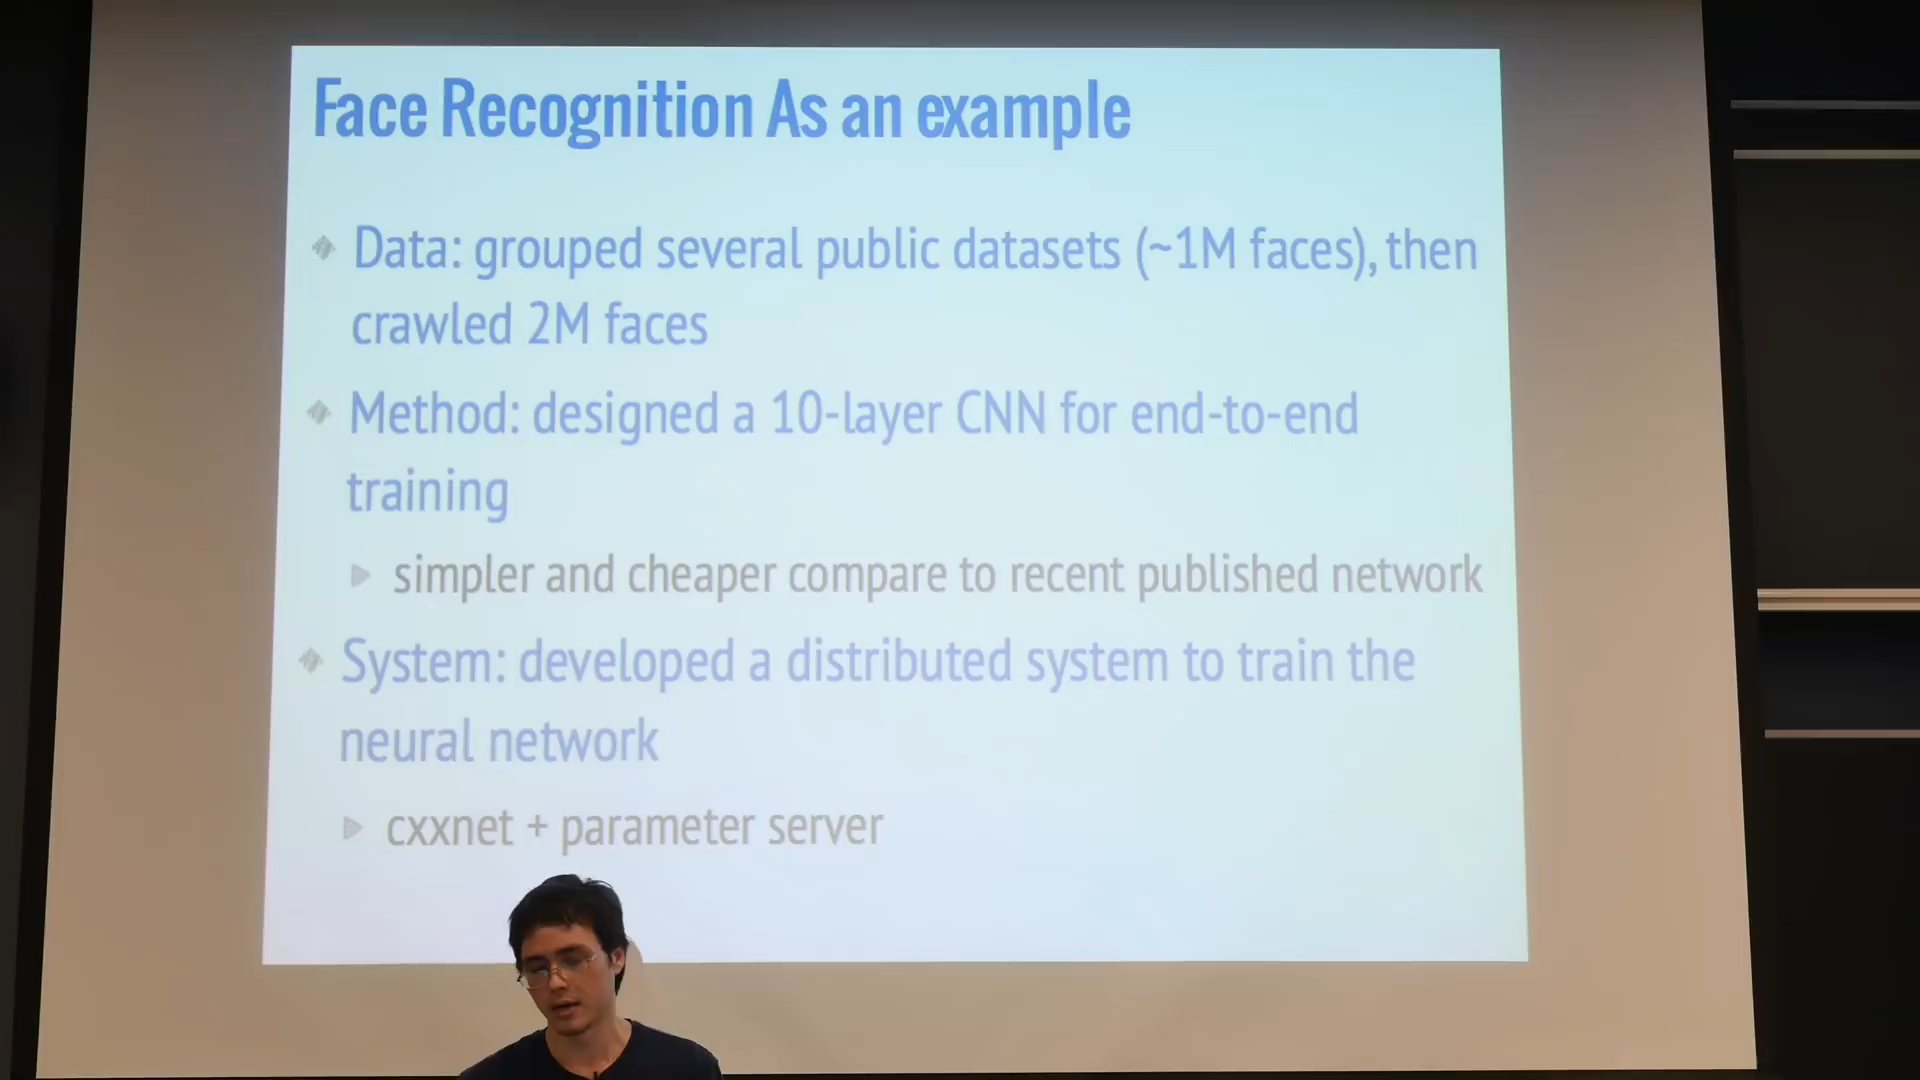 Face Recognition As an example
Data: grouped several public datasets (~1M faces), then
crawled 2M faces
Method: designed a 10-layer CNN for end-to-end
training
simpler and cheaper compare to recent published network
System: developed a distributed system to train the
neural network
cxxnet + parameter server